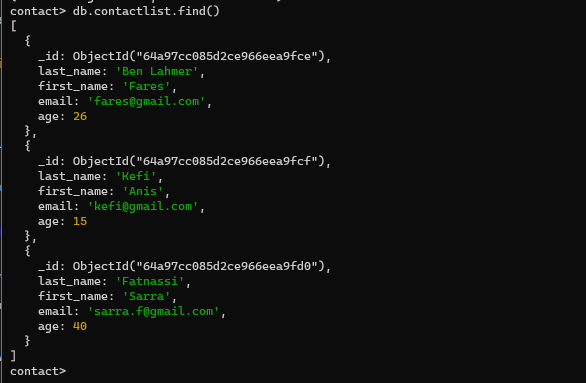 contact> db.contactlist.find()
[
  {
    _id: ObjectId("64a97cc085d2ce966eea9fce"),
    last_name: 'Ben Lahmer',
    first_name: 'Fares',
    email: 'fares@gmail.com',
    age: 26
  },
  {
    _id: ObjectId("64a97cc085d2ce966eea9fcf"),
    last_name: 'Kefi',
    first_name: 'Anis',
    email: 'kefi@gmail.com',
    age: 15
  },
  {
    _id: ObjectId("64a97cc085d2ce966eea9fd0"),
    last_name: 'Fatnassi',
    first_name: 'Sarra',
    email: 'sarra.f@gmail.com',
    age: 40
  }
]
contact>